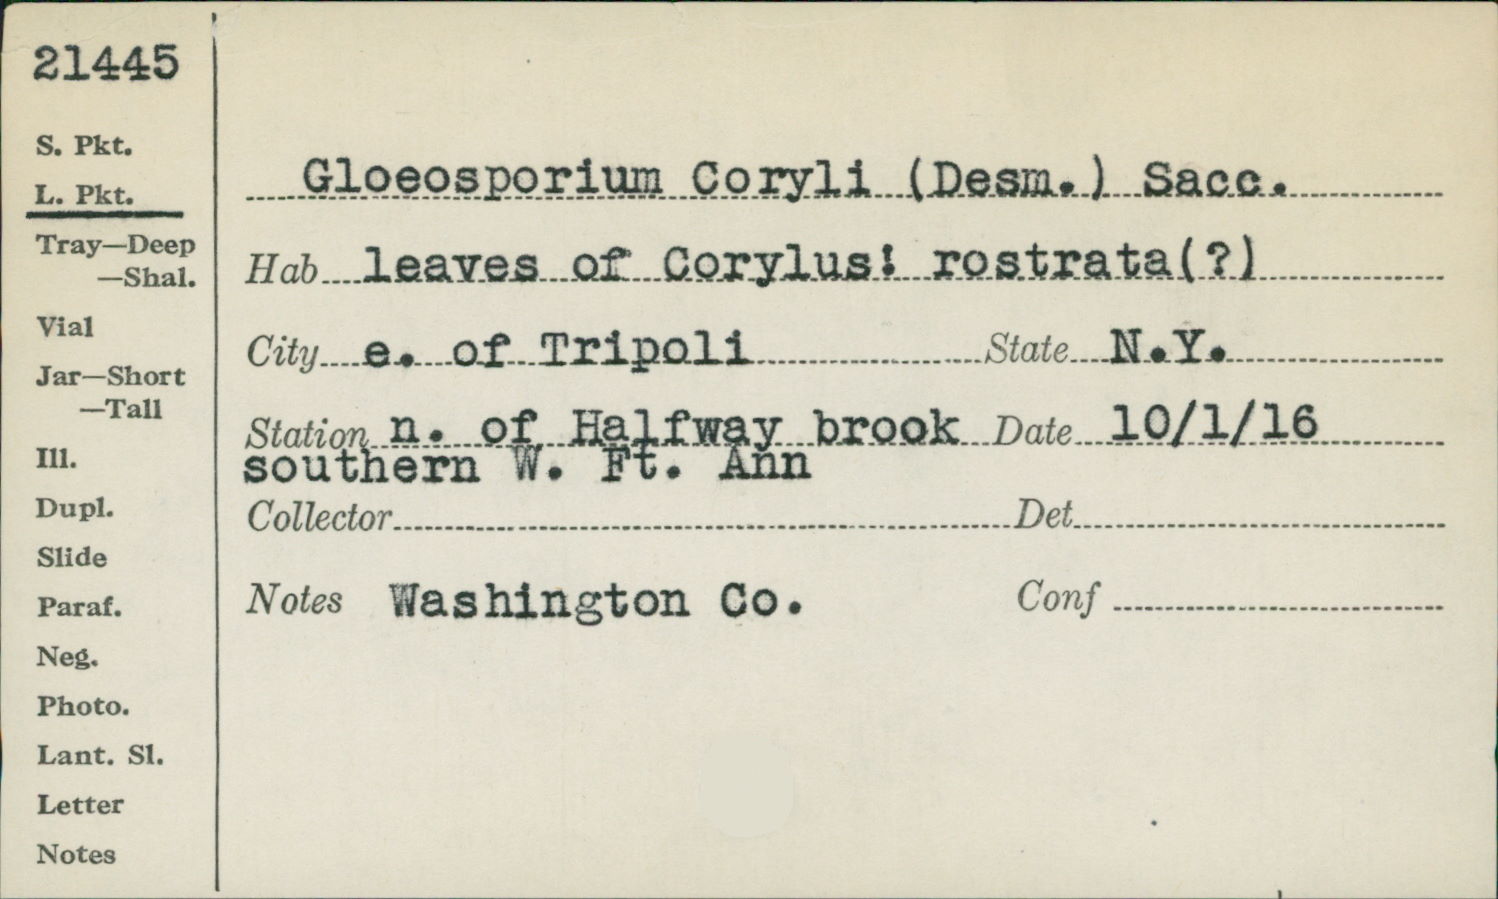 21445
S. Pkt.
L. Pkt.
Tray—Deep
—Shal.
Vial
Jar—Short
—Tall
Ill.
Dupl.
Slide
Paraf.
Neg.
Photo.
Lant. Sl.
Letter
Notes
Gloeosporium Coryli (Desm.) Sacc.
Hab leaves of Corylus! rostrata(?)
City e. of Tripoli State N.Y.
Station n. of Halfway brook Date 10/1/16
southern W. Ft. Ann
Collector Det
Notes Washington Co. Conf